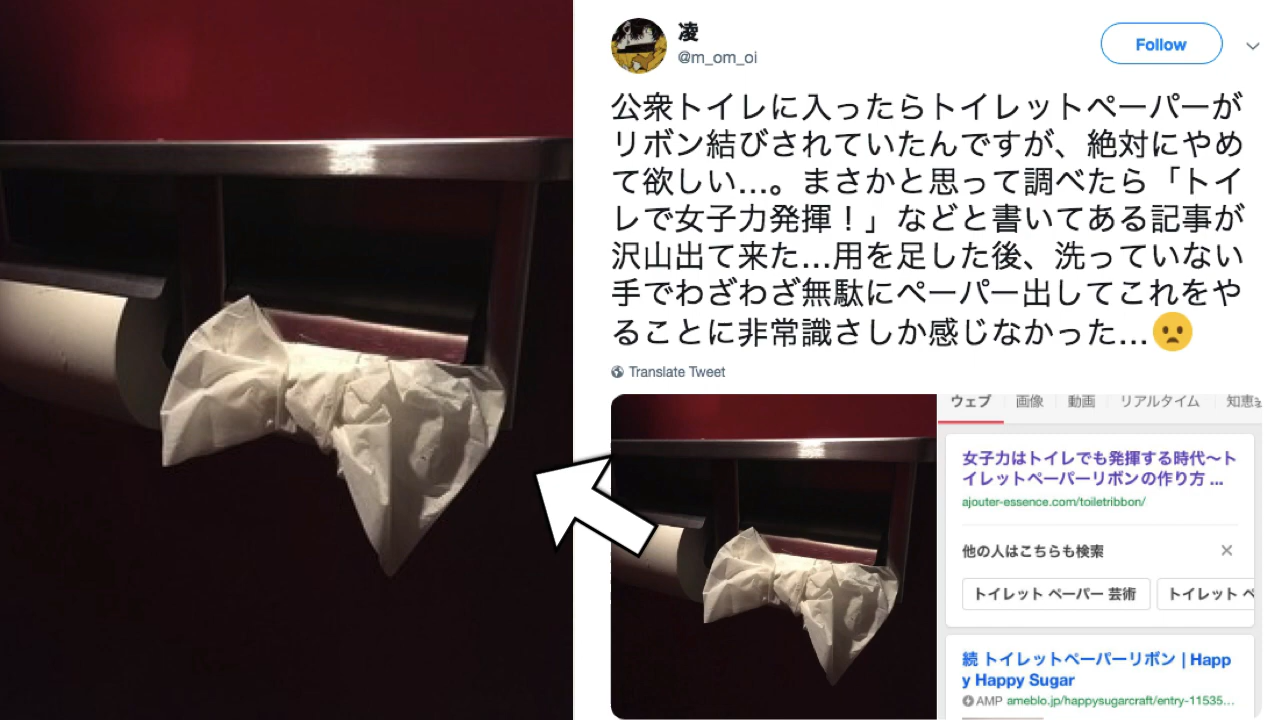 凌
@m_om_oi
Follow
公衆トイレに入ったらトイレットペーパーが
リボン結びされていたんですが、絶対にやめ
て欲しい...。まさかと思って調べたら「トイ
レで女子力発揮！」などと書いてある記事が
沢山出て来た...用を足した後、洗っていない
手でわざわざ無駄にペーパー出してこれをや
ることに非常識さしか感じなかった...
Translate Tweet
ウェブ 画像 動画 リアルタイム 知恵
女子力はトイレでも発揮する時代〜ト
イレットペーパーリボンの作り方 ...
ajouter-essence.com/toiletribbon/
他の人はこちらも検索
トイレット ペーパー 芸術 トイレット ペ
続 トイレットペーパーリボン | Happ
y Happy Sugar
AMP ameblo.jp/happysugarcraft/entry-11535...